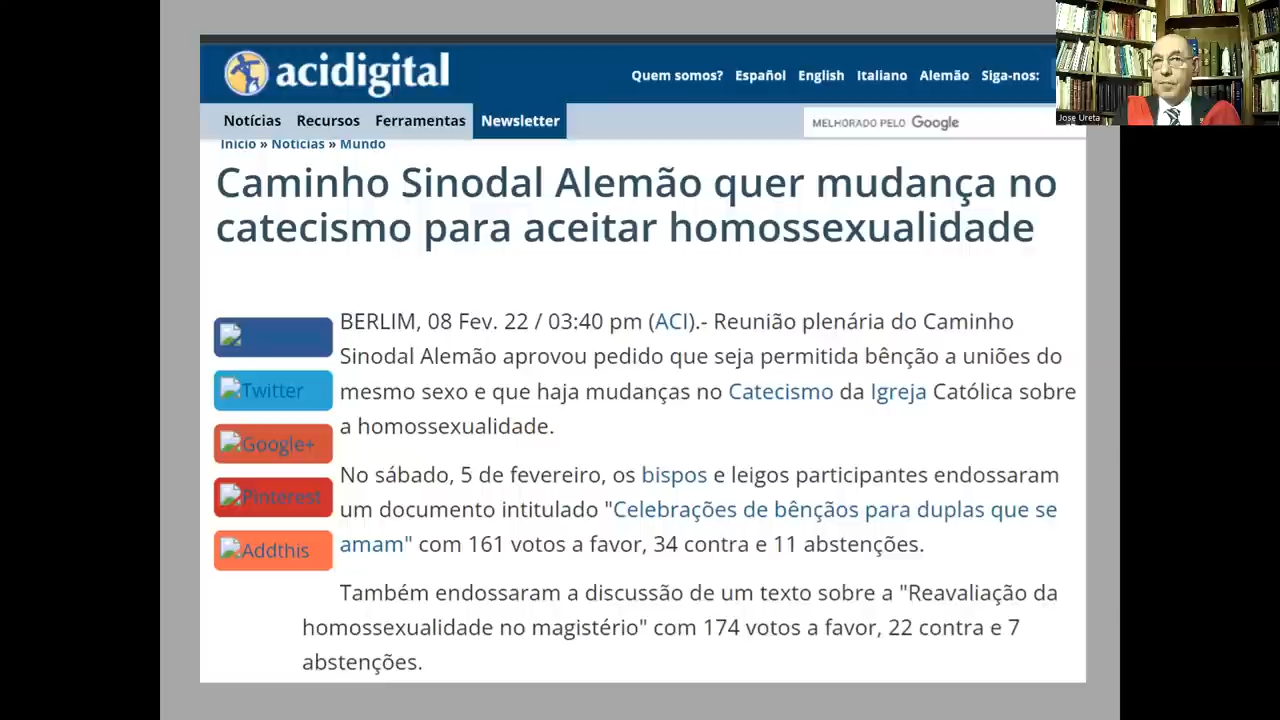 acidigital
Quem somos? Español English Italiano Alemão Siga-nos:
Jose Ureta
Notícias Recursos Ferramentas Newsletter
MELHORADO PELO Google
Início » Notícias » Mundo
Caminho Sinodal Alemão quer mudança no
catecismo para aceitar homossexualidade
BERLIM, 08 Fev. 22 / 03:40 pm (ACI).- Reunião plenária do Caminho
Sinodal Alemão aprovou pedido que seja permitida bênção a uniões do
mesmo sexo e que haja mudanças no Catecismo da Igreja Católica sobre
a homossexualidade.
Twitter
Google+
Pinterest
Addthis
No sábado, 5 de fevereiro, os bispos e leigos participantes endossaram
um documento intitulado "Celebrações de bênçãos para duplas que se
amam" com 161 votos a favor, 34 contra e 11 abstenções.
Também endossaram a discussão de um texto sobre a "Reavaliação da
homossexualidade no magistério" com 174 votos a favor, 22 contra e 7
abstenções.